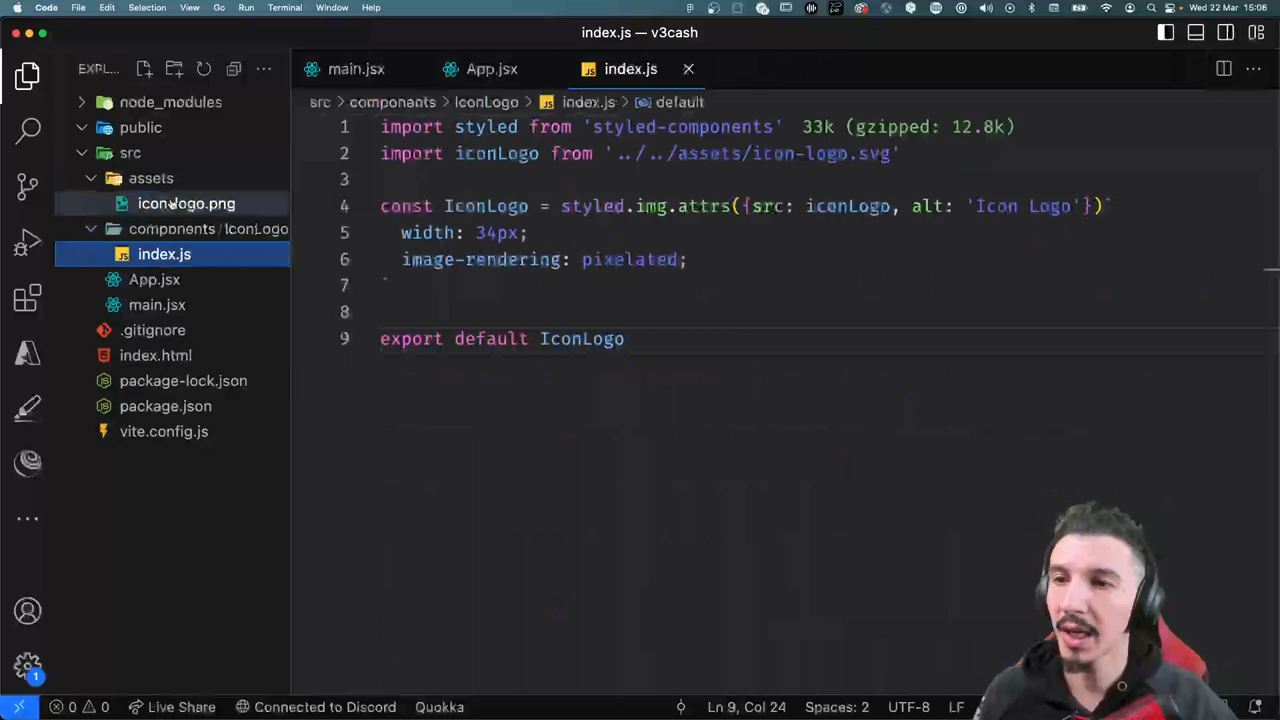 Code File Edit Selection View Go Run Terminal Window Help Wed 22 Mar 15:06
index.js — v3cash
EXPL...
main.jsx App.jsx index.js
src components IconLogo index.js default
node_modules
public
src
assets
icon-logo.png
components / IconLogo
index.js
App.jsx
main.jsx
.gitignore
index.html
package-lock.json
package.json
vite.config.js
1 import styled from 'styled-components' 33k (gzipped: 12.8k)
2 import iconLogo from '../../assets/icon-logo.svg'
3
4 const IconLogo = styled.img.attrs({src: iconLogo, alt: 'Icon Logo'})`
5 width: 34px;
6 image-rendering: pixelated;
7 `
8
9 export default IconLogo
1
0 0 Live Share Connected to Discord Quokka Ln 9, Col 24 Spaces: 2 UTF-8 LF